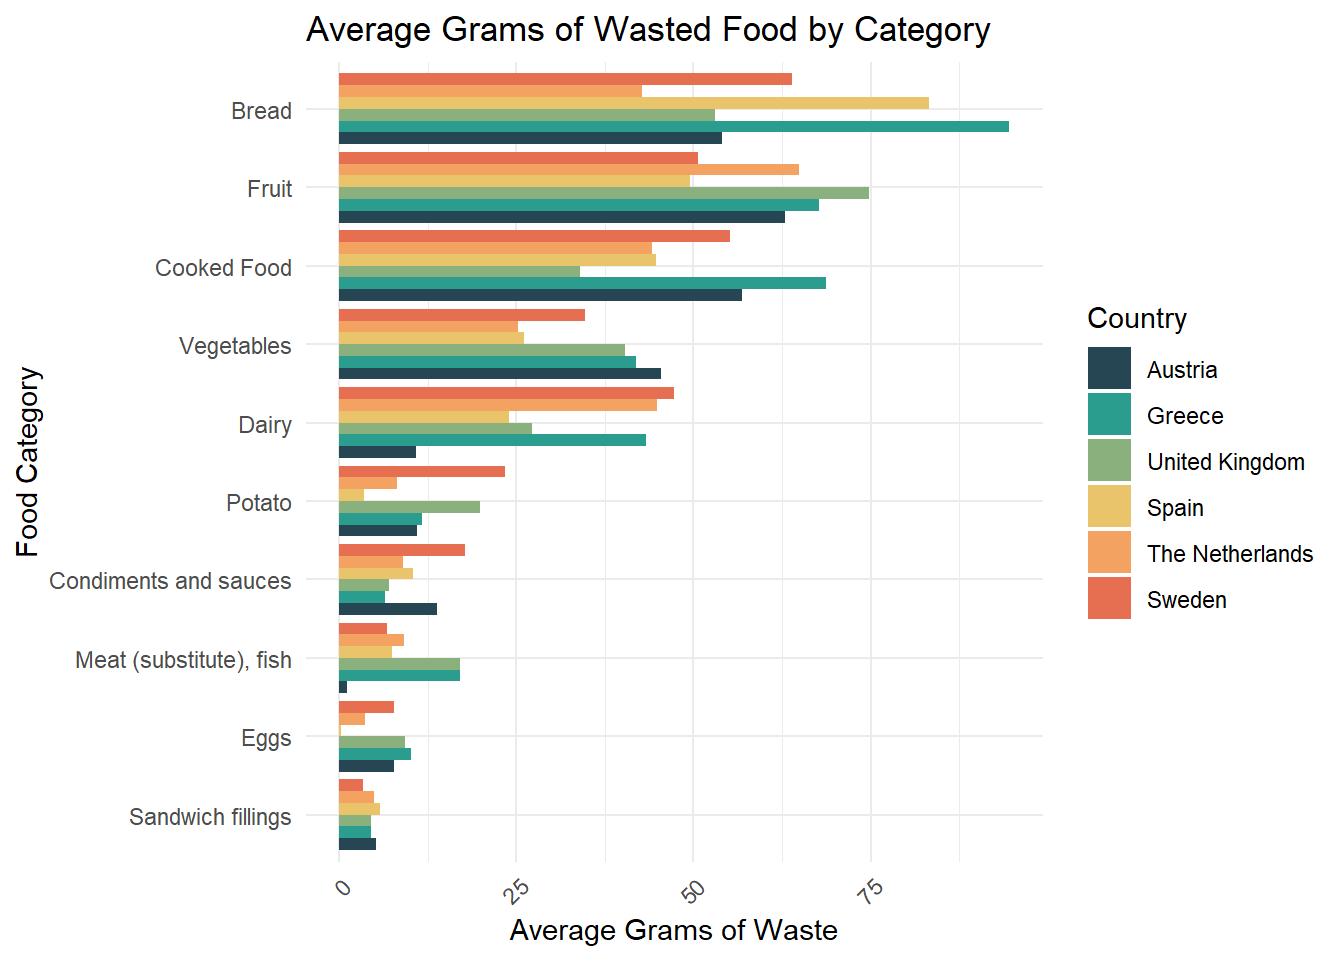 Average Grams of Wasted Food by Category
Food Category
Bread
Fruit
Cooked Food
Vegetables
Dairy
Potato
Condiments and sauces
Meat (substitute), fish
Eggs
Sandwich fillings
0
25
50
75
Average Grams of Waste
Country
Austria
Greece
United Kingdom
Spain
The Netherlands
Sweden